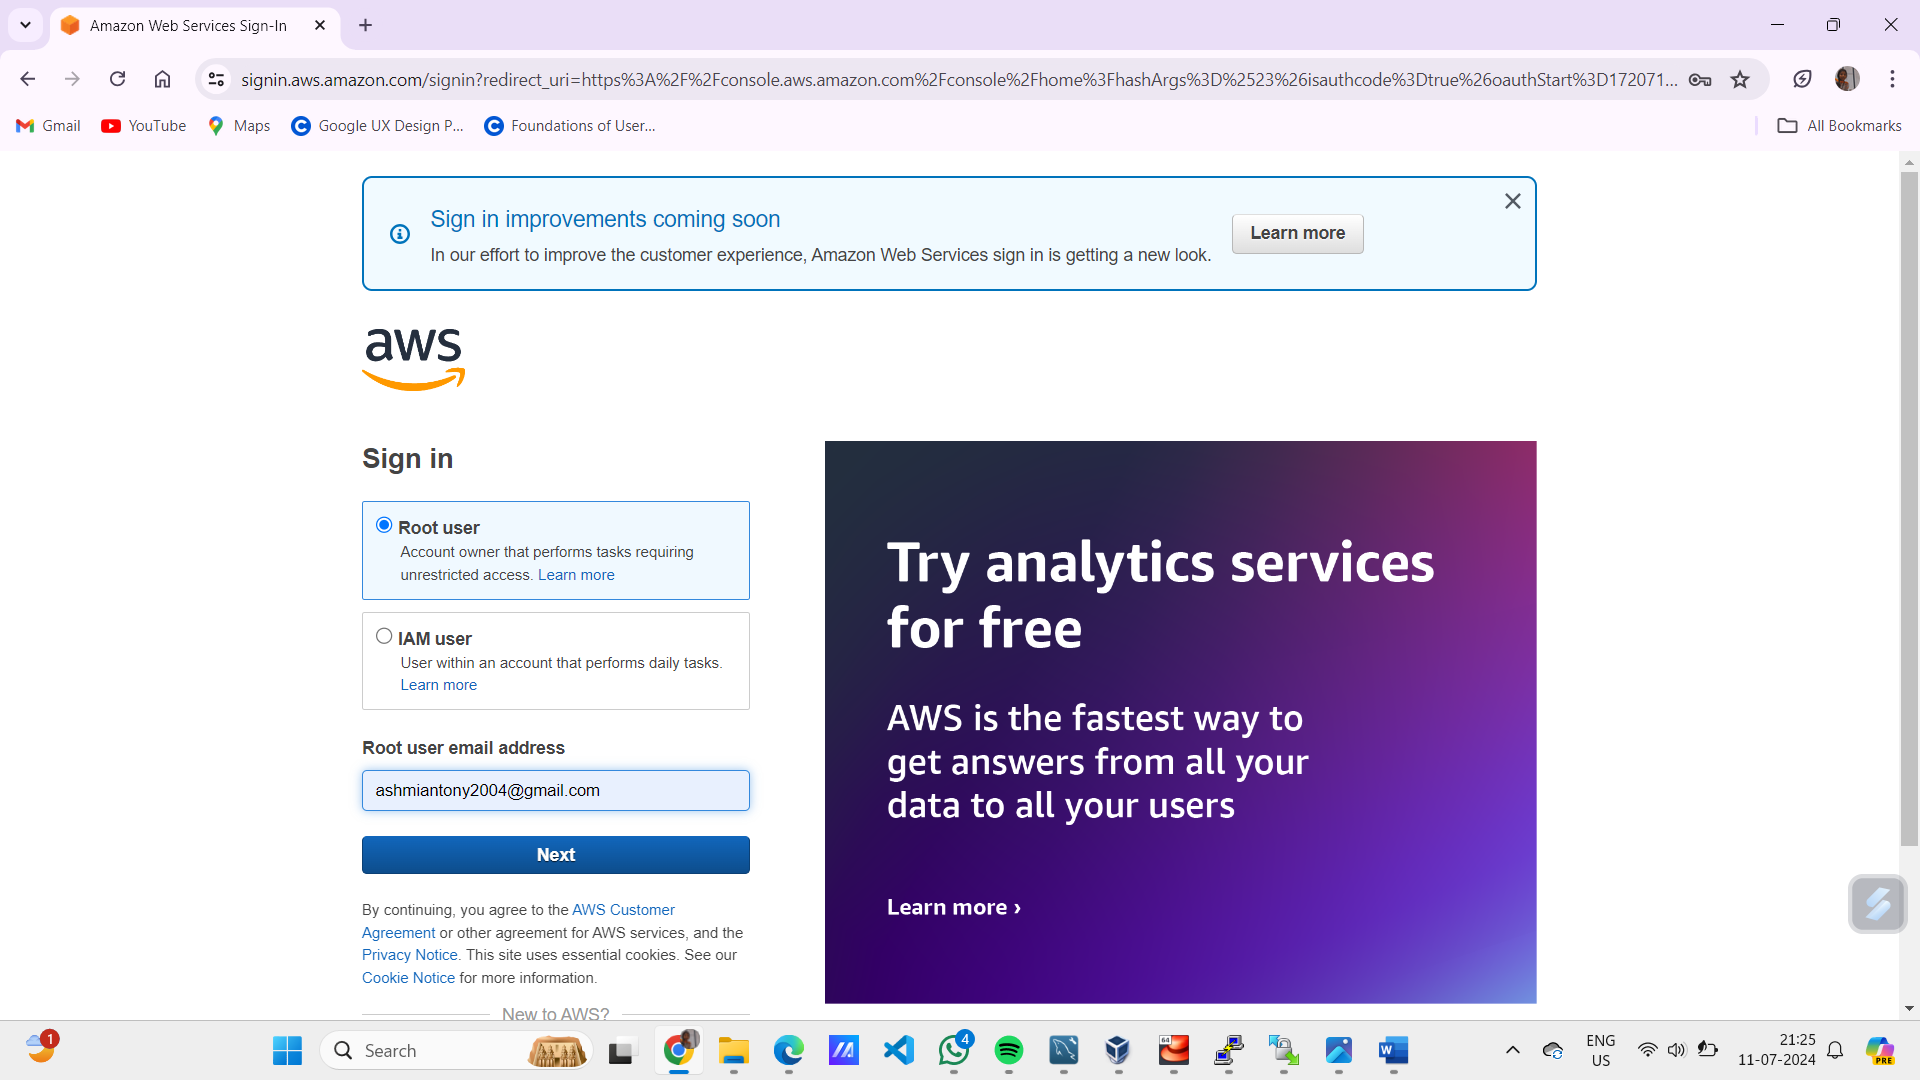 Amazon Web Services Sign-In
signin.aws.amazon.com/signin?redirect_uri=https%3A%2F%2Fconsole.aws.amazon.com%2Fconsole%2Fhome%3FhashArgs%3D%2523%26isauthcode%3Dtrue%26oauthStart%3D172071...
Gmail
YouTube
Maps
Google UX Design P...
Foundations of User...
All Bookmarks
Sign in improvements coming soon
In our effort to improve the customer experience, Amazon Web Services sign in is getting a new look.
Learn more
aws
Sign in
Root user
Account owner that performs tasks requiring
unrestricted access. Learn more
IAM user
User within an account that performs daily tasks.
Learn more
Root user email address
ashmiantony2004@gmail.com
Next
By continuing, you agree to the AWS Customer
Agreement or other agreement for AWS services, and the
Privacy Notice. This site uses essential cookies. See our
Cookie Notice for more information.
New to AWS?
Try analytics services
for free
AWS is the fastest way to
get answers from all your
data to all your users
Learn more ›
1
Search
4
64
W
ENG
US
21:25
11-07-2024
PRE